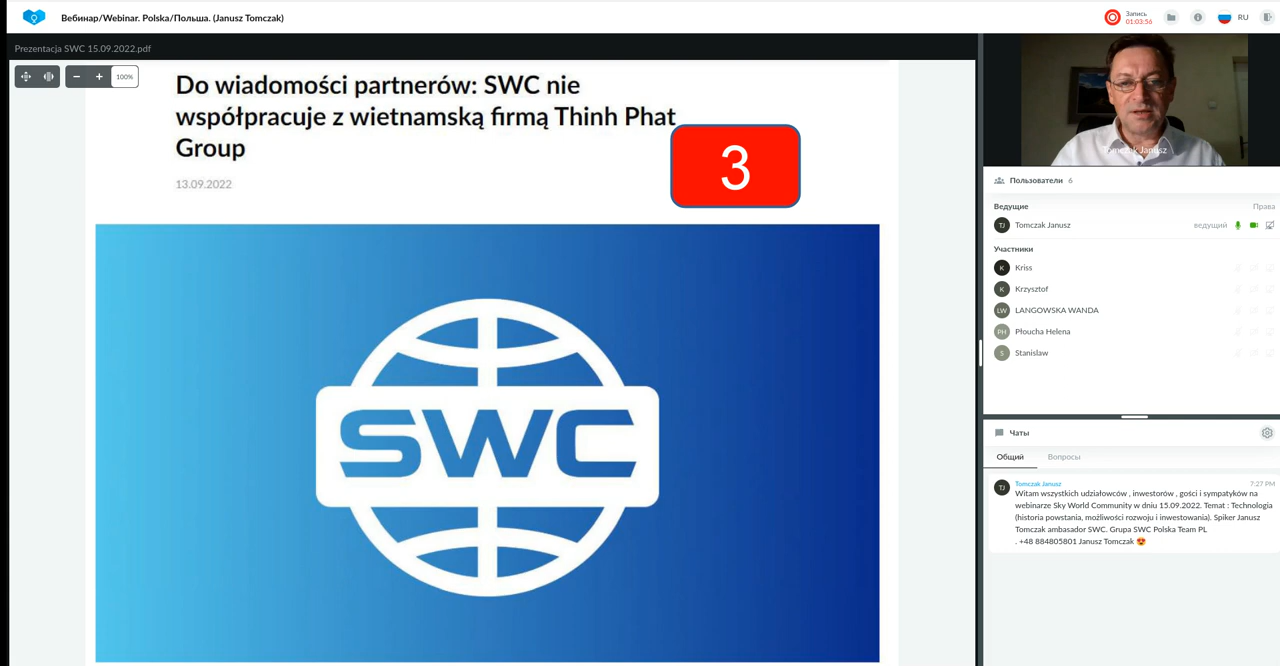 Вебинар/Webinar. Polska/Польша. (Janusz Tomczak)
Запись
01:03:56
RU
Prezentacja SWC 15.09.2022.pdf
100%
Do wiadomości partnerów: SWC nie
współpracuje z wietnamską firmą Thinh Phat
Group
13.09.2022
3
SWC
Tomczak Janusz
Пользователи 6
Ведущие
Права
TJ
Tomczak Janusz
ведущий
Участники
K
Kriss
K
Krzysztof
LW
LANGOWSKA WANDA
PH
Płoucha Helena
S
Stanislaw
Чаты
Общий
Вопросы
TJ
Tomczak Janusz
7:27 PM
Witam wszystkich udziałowców , inwestorów , gości i sympatyków na
webinarze Sky World Community w dniu 15.09.2022. Temat : Technologia
(historia powstania, możliwości rozwoju i inwestowania). Spiker Janusz
Tomczak ambasador SWC. Grupa SWC Polska Team PL
. +48 884805801 Janusz Tomczak 😍